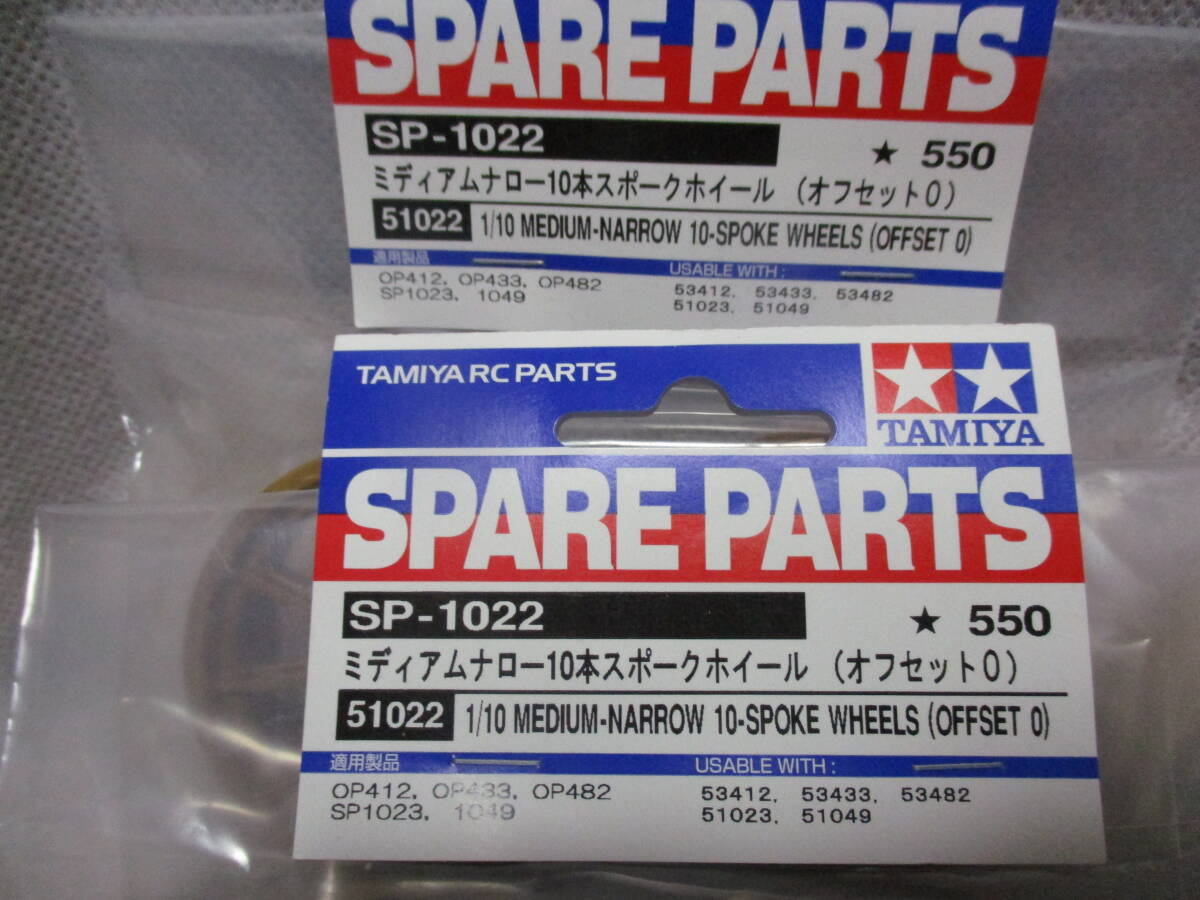 SPARE PARTS
SP-1022
★ 550
ミディアムナロー10本スポークホイール (オフセット0)
51022 1/10 MEDIUM-NARROW 10-SPOKE WHEELS (OFFSET 0)
適用製品 USABLE WITH :
OP412, OP433, OP482 53412, 53433, 53482
SP1023, 1049 51023, 51049
TAMIYA RC PARTS
TAMIYA
SPARE PARTS
SP-1022
★ 550
ミディアムナロー10本スポークホイール (オフセット0)
51022 1/10 MEDIUM-NARROW 10-SPOKE WHEELS (OFFSET 0)
適用製品 USABLE WITH :
OP412, OP433, OP482 53412, 53433, 53482
SP1023, 1049 51023, 51049